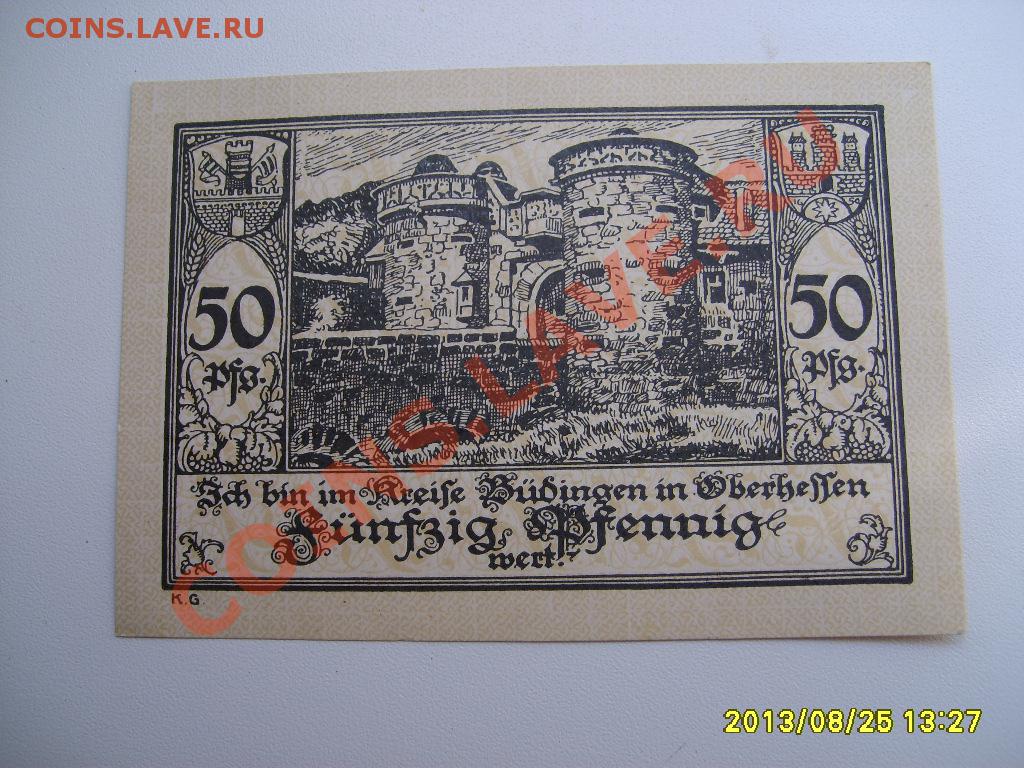 COINS.LAVE.RU
50
Pfg.
50
Pfg.
Ich bin im Kreise Büdingen in Oberhessen
Fünfzig Pfennig
wert.
K.G.
COINS.LAVE.RU
2013/08/25 13:27